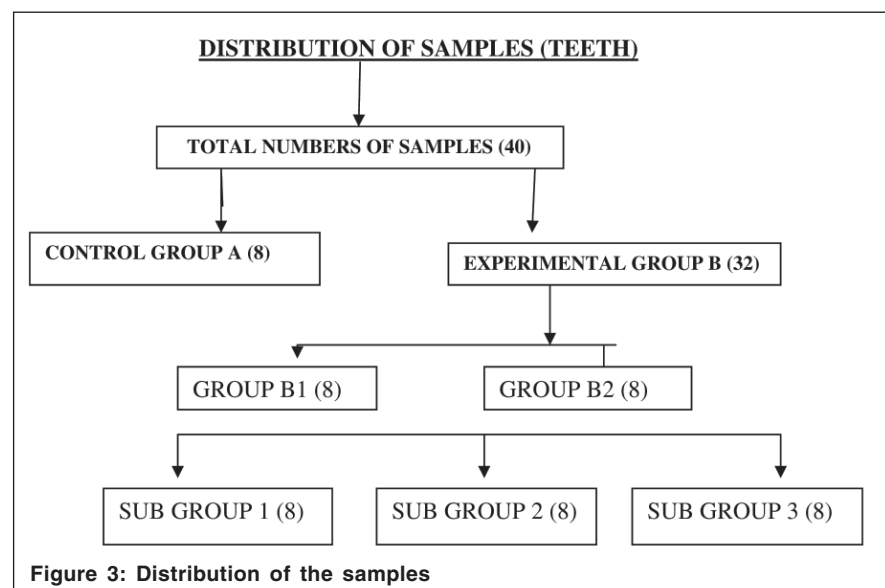 DISTRIBUTION OF SAMPLES (TEETH)
TOTAL NUMBERS OF SAMPLES (40)
CONTROL GROUP A (8)
EXPERIMENTAL GROUP B (32)
GROUP B1 (8)
GROUP B2 (8)
SUB GROUP 1 (8)
SUB GROUP 2 (8)
SUB GROUP 3 (8)
Figure 3: Distribution of the samples